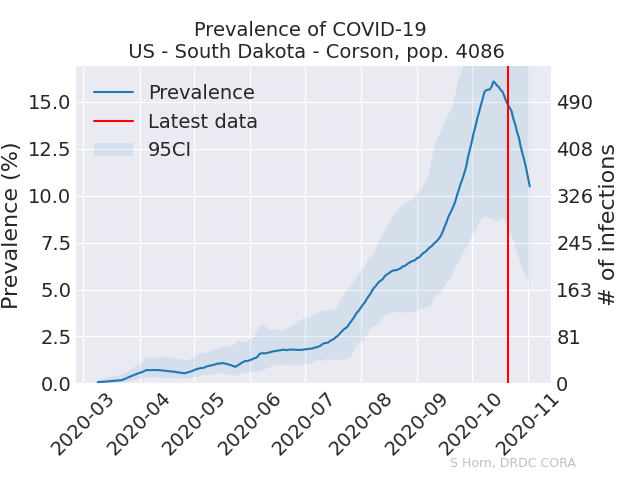 Prevalence of COVID-19
US - South Dakota - Corson, pop. 4086
Prevalence
Latest data
95CI
Prevalence (%)
15.0
12.5
10.0
7.5
5.0
2.5
0.0
490
408
326
245
163
81
0
# of infections
2020-03
2020-04
2020-05
2020-06
2020-07
2020-08
2020-09
2020-10
2020-11
S Horn, DRDC CORA